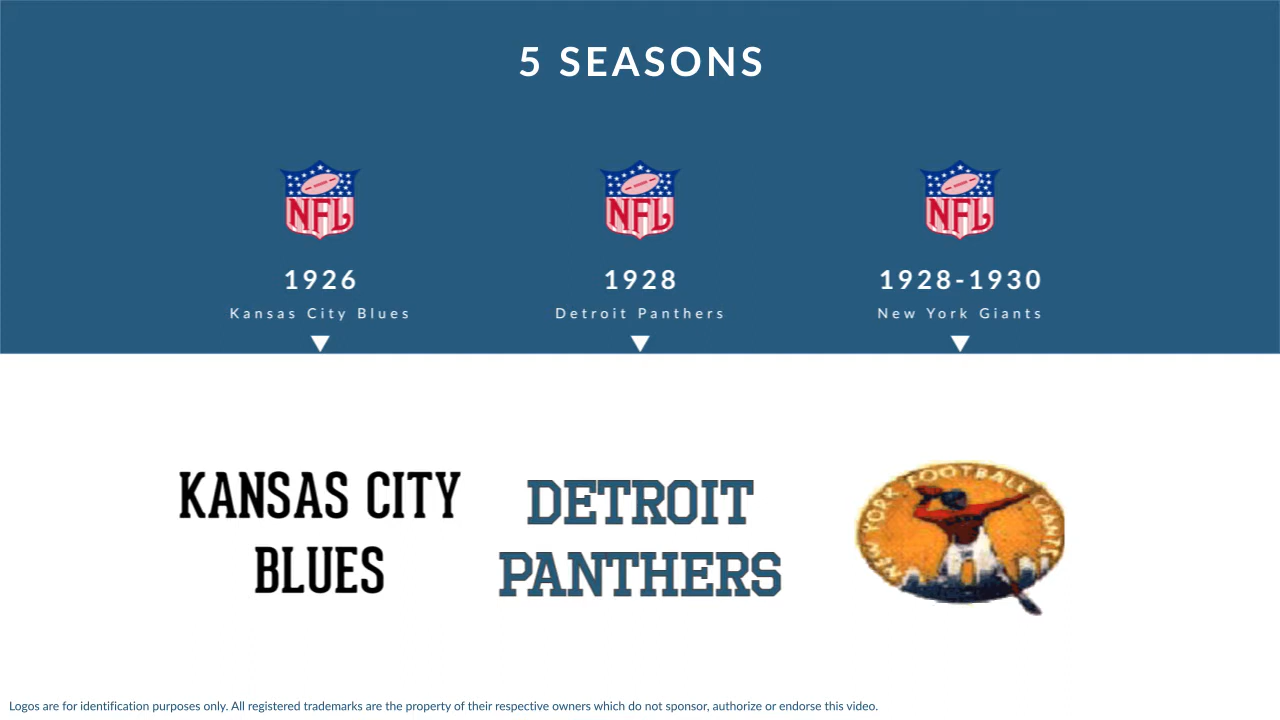 5 SEASONS
NFL
NFL
NFL
1926
1928
1928-1930
Kansas City Blues
Detroit Panthers
New York Giants
KANSAS CITY
BLUES
DETROIT
PANTHERS
NEW YORK FOOTBALL GIANTS
Logos are for identification purposes only. All registered trademarks are the property of their respective owners which do not sponsor, authorize or endorse this video.